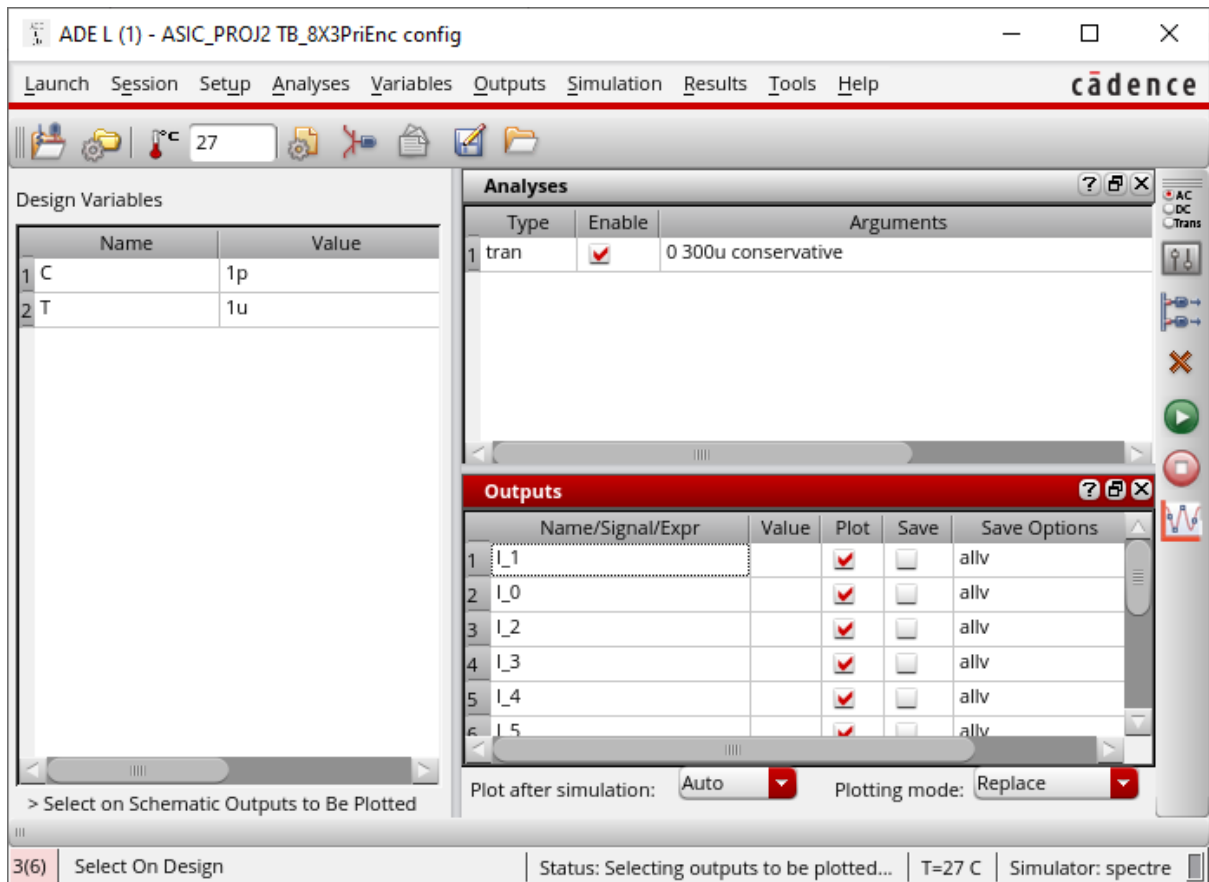 ADE L (1) - ASIC_PROJ2 TB_8X3PriEnc config
Launch Session Setup Analyses Variables Outputs Simulation Results Tools Help
cādence
°C 27
Design Variables
Name Value
1 C 1p
2 T 1u
> Select on Schematic Outputs to Be Plotted
Analyses
Type Enable Arguments
1 tran 0 300u conservative
Outputs
Name/Signal/Expr Value Plot Save Save Options
1 I_1 allv
2 I_0 allv
3 I_2 allv
4 I_3 allv
5 I_4 allv
6 I_5 allv
Plot after simulation: Auto Plotting mode: Replace
AC
DC
Trans
3(6) Select On Design Status: Selecting outputs to be plotted... T=27 C Simulator: spectre